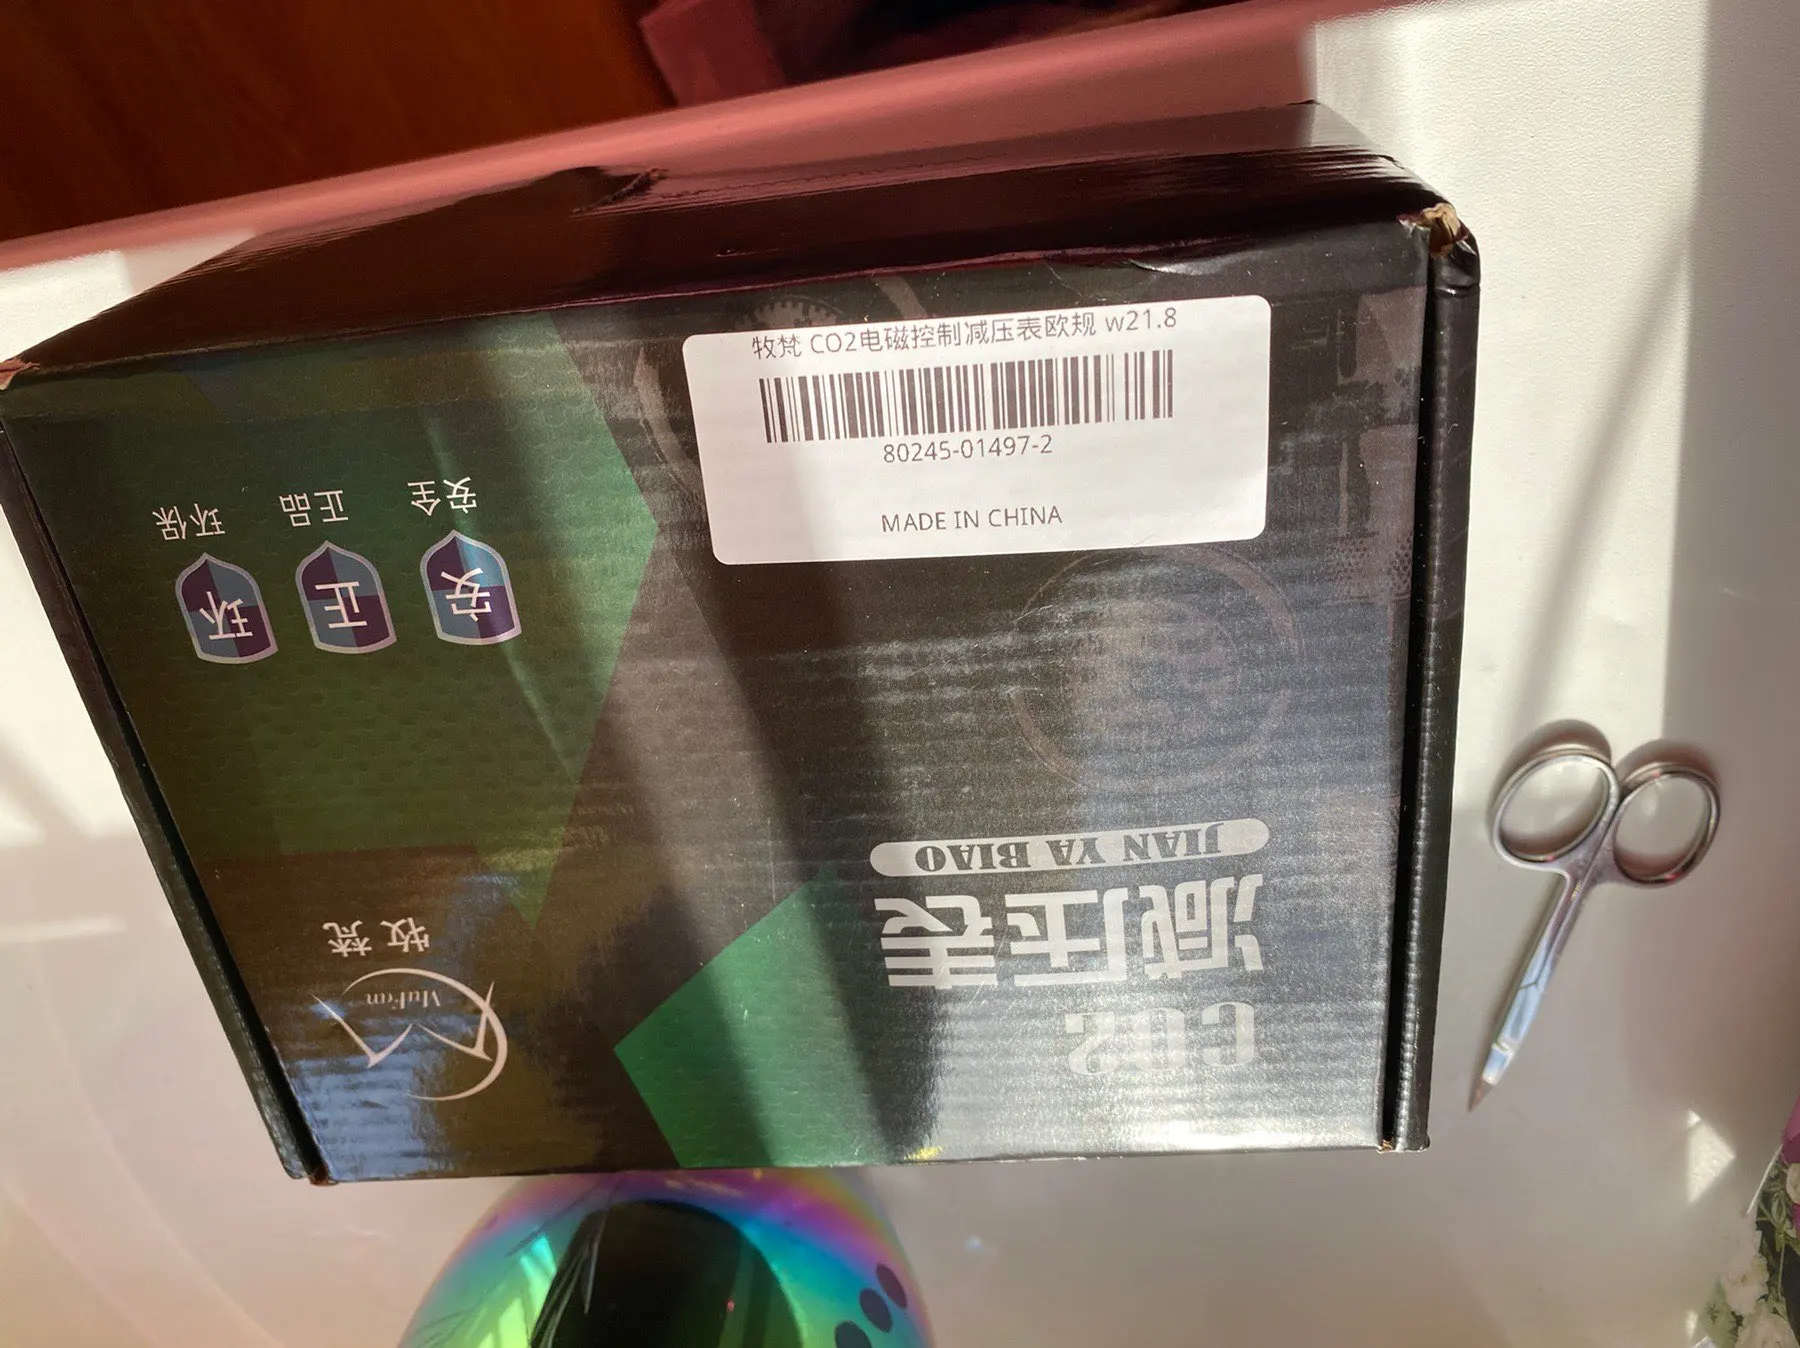 牧梵 CO2电磁控制减压表欧规 w21.8
80245-01497-2
MADE IN CHINA
MuFan
牧梵
CO2
减压表
JIAN YA BIAO
安 正 环
安全 正品 环保